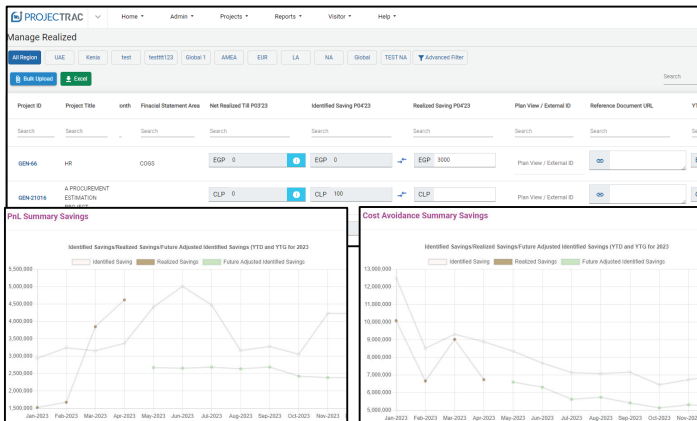 PROJECTRAC Home Admin Projects Reports Visitor Help
Manage Realized
All Region UAE Kenia test testttt123 Global 1 AMEA EUR LA NA Global TEST NA Advanced Filter
Bulk Upload Excel Search
Project ID Project Title onth Finacial Statement Area Net Realized Till P03'23 Identified Saving P04'23 Realized Saving P04'23 Plan View / External ID Reference Document URL
Search Search Search Search Search Search Search Search
GEN-66 HR COGS EGP 0 EGP 0 EGP 3000 Plan View / External ID
A PROCUREMENT
GEN-21016 ESTIMATION CLP 0 CLP 100 CLP Plan View / External ID
PnL Summary Savings
Identified Savings/Realized Savings/Future Adjusted Identified Savings (YTD and YTG for 2023
Identified Saving Realized Savings Future Adjusted Identified Savings
5,500,000
5,000,000
4,500,000
4,000,000
3,500,000
3,000,000
2,500,000
2,000,000
1,500,000
Jan-2023 Feb-2023 Mar-2023 Apr-2023 May-2023 Jun-2023 Jul-2023 Aug-2023 Sep-2023 Oct-2023 Nov-2023
Cost Avoidance Summary Savings
Identified Savings/Realized Savings/Future Adjusted Identified Savings (YTD and YTG for 2023
Identified Saving Realized Savings Future Adjusted Identified Savings
13,000,000
12,000,000
11,000,000
10,000,000
9,000,000
8,000,000
7,000,000
6,000,000
5,000,000
Jan-2023 Feb-2023 Mar-2023 Apr-2023 May-2023 Jun-2023 Jul-2023 Aug-2023 Sep-2023 Oct-2023 Nov-202